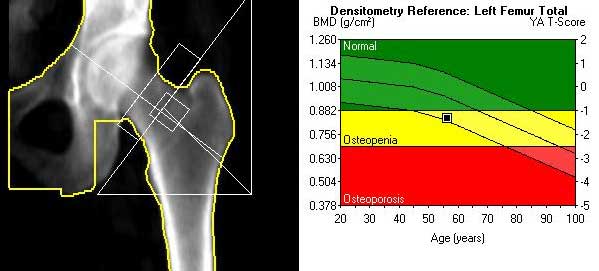 Densitometry Reference: Left Femur Total
BMD (g/cm²) YA T-Score
1.260 2
1.134 1
1.008 0
0.882 -1
0.756 -2
0.630 -3
0.504 -4
0.378 -5
Normal
Osteopenia
Osteoporosis
20 30 40 50 60 70 80 90 100
Age (years)